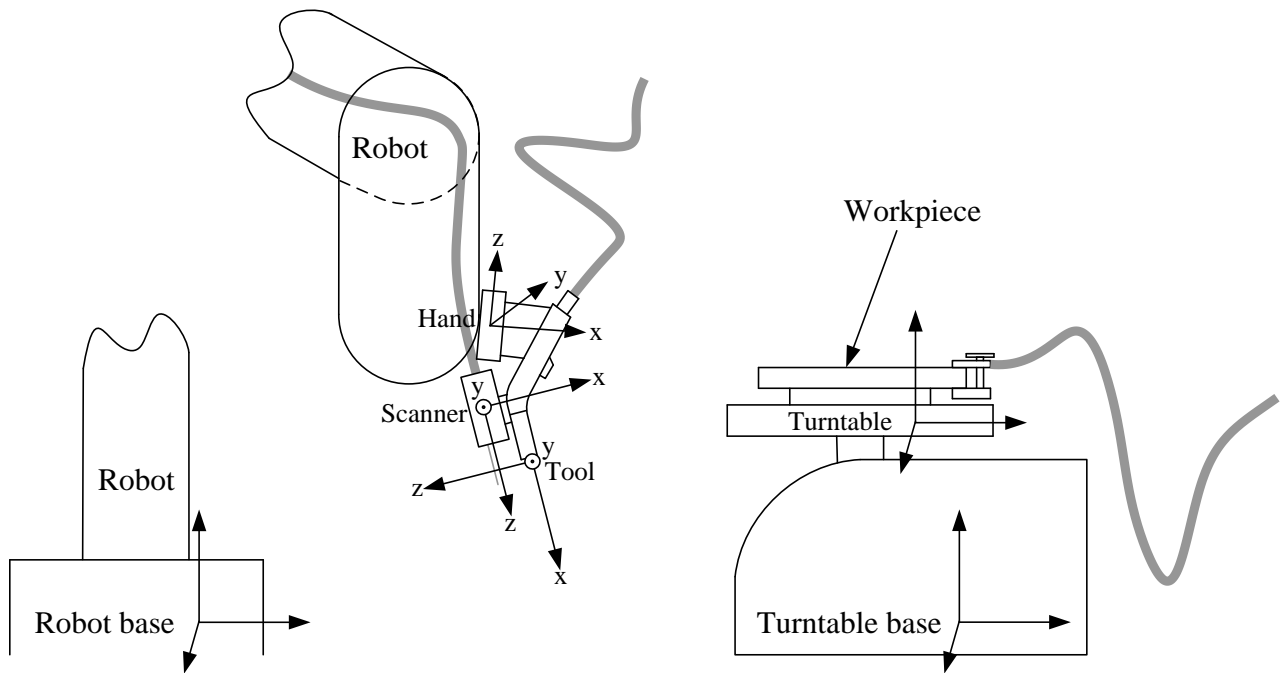 Robot
z
y
Hand
x
x
y
Scanner
y
Tool
z
z
x
Workpiece
Turntable
Robot
Robot base
Turntable base